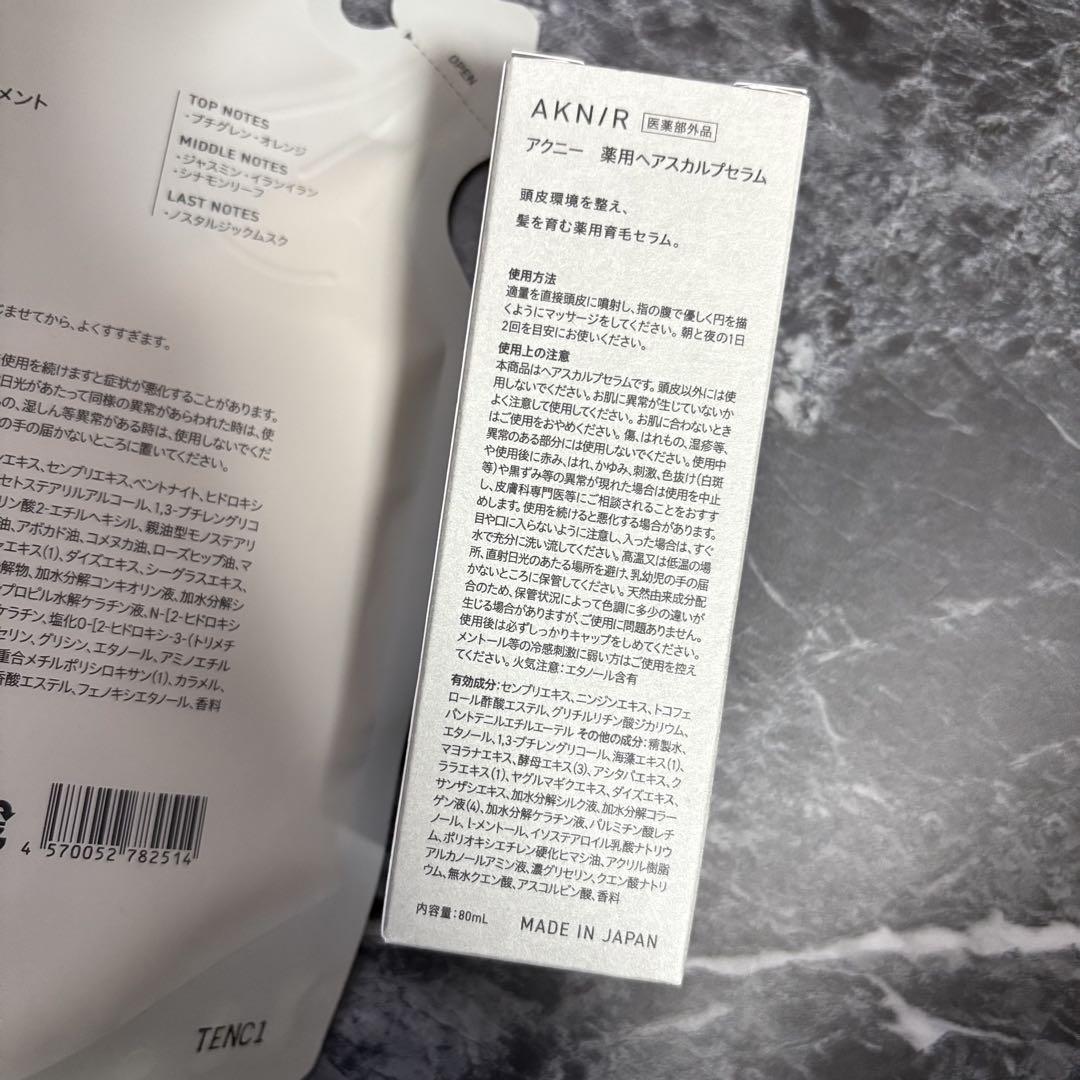 メント
TOP NOTES
・プチグレン・オレンジ
MIDDLE NOTES
・ジャスミン・イランイラン
・シナモンリーフ
LAST NOTES
・ノスタルジックムスク
OPEN
じませてから、よくすすぎます。
使用を続けますと症状が悪化することがあります。
日光があたって同様の異常があらわれた時は、使
もの、湿しん等異常がある時は、使用しないでくだ
の手の届かないところに置いてください。
ンエキス、センブリエキス、ベントナイト、ヒドロキシ
セトステアリルアルコール、1,3-ブチレングリコ
リン酸2-エチルヘキシル、親油型モノステアリ
油、アボカド油、コメヌカ油、ローズヒップ油、マ
ャエキス(1)、ダイズエキス、シーグラスエキス、
解物、加水分解コンキオリン液、加水分解シ
プロピル水解ケラチン液、N-[2-ヒドロキシ
ケラチン、塩化O-[2-ヒドロキシ-3-(トリメチ
セリン、グリシン、エタノール、アミノエチル
重合メチルポリシロキサン(1)、カラメル、
香酸エステル、フェノキシエタノール、香料
4 570052 782514
TENC1
AKNIR 医薬部外品
アクニー 薬用ヘアスカルプセラム
頭皮環境を整え、
髪を育む薬用育毛セラム。
使用方法
適量を直接頭皮に噴射し、指の腹で優しく円を描
くようにマッサージをしてください。朝と夜の1日
2回を目安にお使いください。
使用上の注意
本商品はヘアスカルプセラムです。頭皮以外には使
用しないでください。お肌に異常が生じていないか
よく注意して使用してください。お肌に合わないとき
はご使用をおやめください。傷、はれもの、湿疹等、
異常のある部分には使用しないでください。使用中
や使用後に赤み、はれ、かゆみ、刺激、色抜け(白斑
等)や黒ずみ等の異常が現れた場合は使用を中止
し、皮膚科専門医等にご相談されることをおすす
めします。使用を続けると悪化する場合があります。
目や口に入らないように注意し、入った場合は、すぐ
水で充分に洗い流してください。高温又は低温の場
所、直射日光のあたる場所を避け、乳幼児の手の届
かないところに保管してください。天然由来成分配
合のため、保管状況によって色調に多少の違いが
生じる場合がありますが、ご使用に問題ありません。
使用後は必ずしっかりキャップをしめてください。
メントール等の冷感刺激に弱い方はご使用を控え
てください。火気注意:エタノール含有
有効成分:センブリエキス、ニンジンエキス、トコフェ
ロール酢酸エステル、グリチルリチン酸ジカリウム、
パントテニルエチルエーテル その他の成分:精製水、
エタノール、1,3-ブチレングリコール、海藻エキス(1)、
マヨラナエキス、酵母エキス(3)、アシタバエキス、ク
ララエキス(1)、ヤグルマギクエキス、ダイズエキス、
サンザシエキス、加水分解シルク液、加水分解コラー
ゲン液(4)、加水分解ケラチン液、パルミチン酸レチ
ノール、l-メントール、イソステアロイル乳酸ナトリウ
ム、ポリオキシエチレン硬化ヒマシ油、アクリル樹脂
アルカノールアミン液、濃グリセリン、クエン酸ナトリ
ウム、無水クエン酸、アスコルビン酸、香料
内容量:80mL MADE IN JAPAN